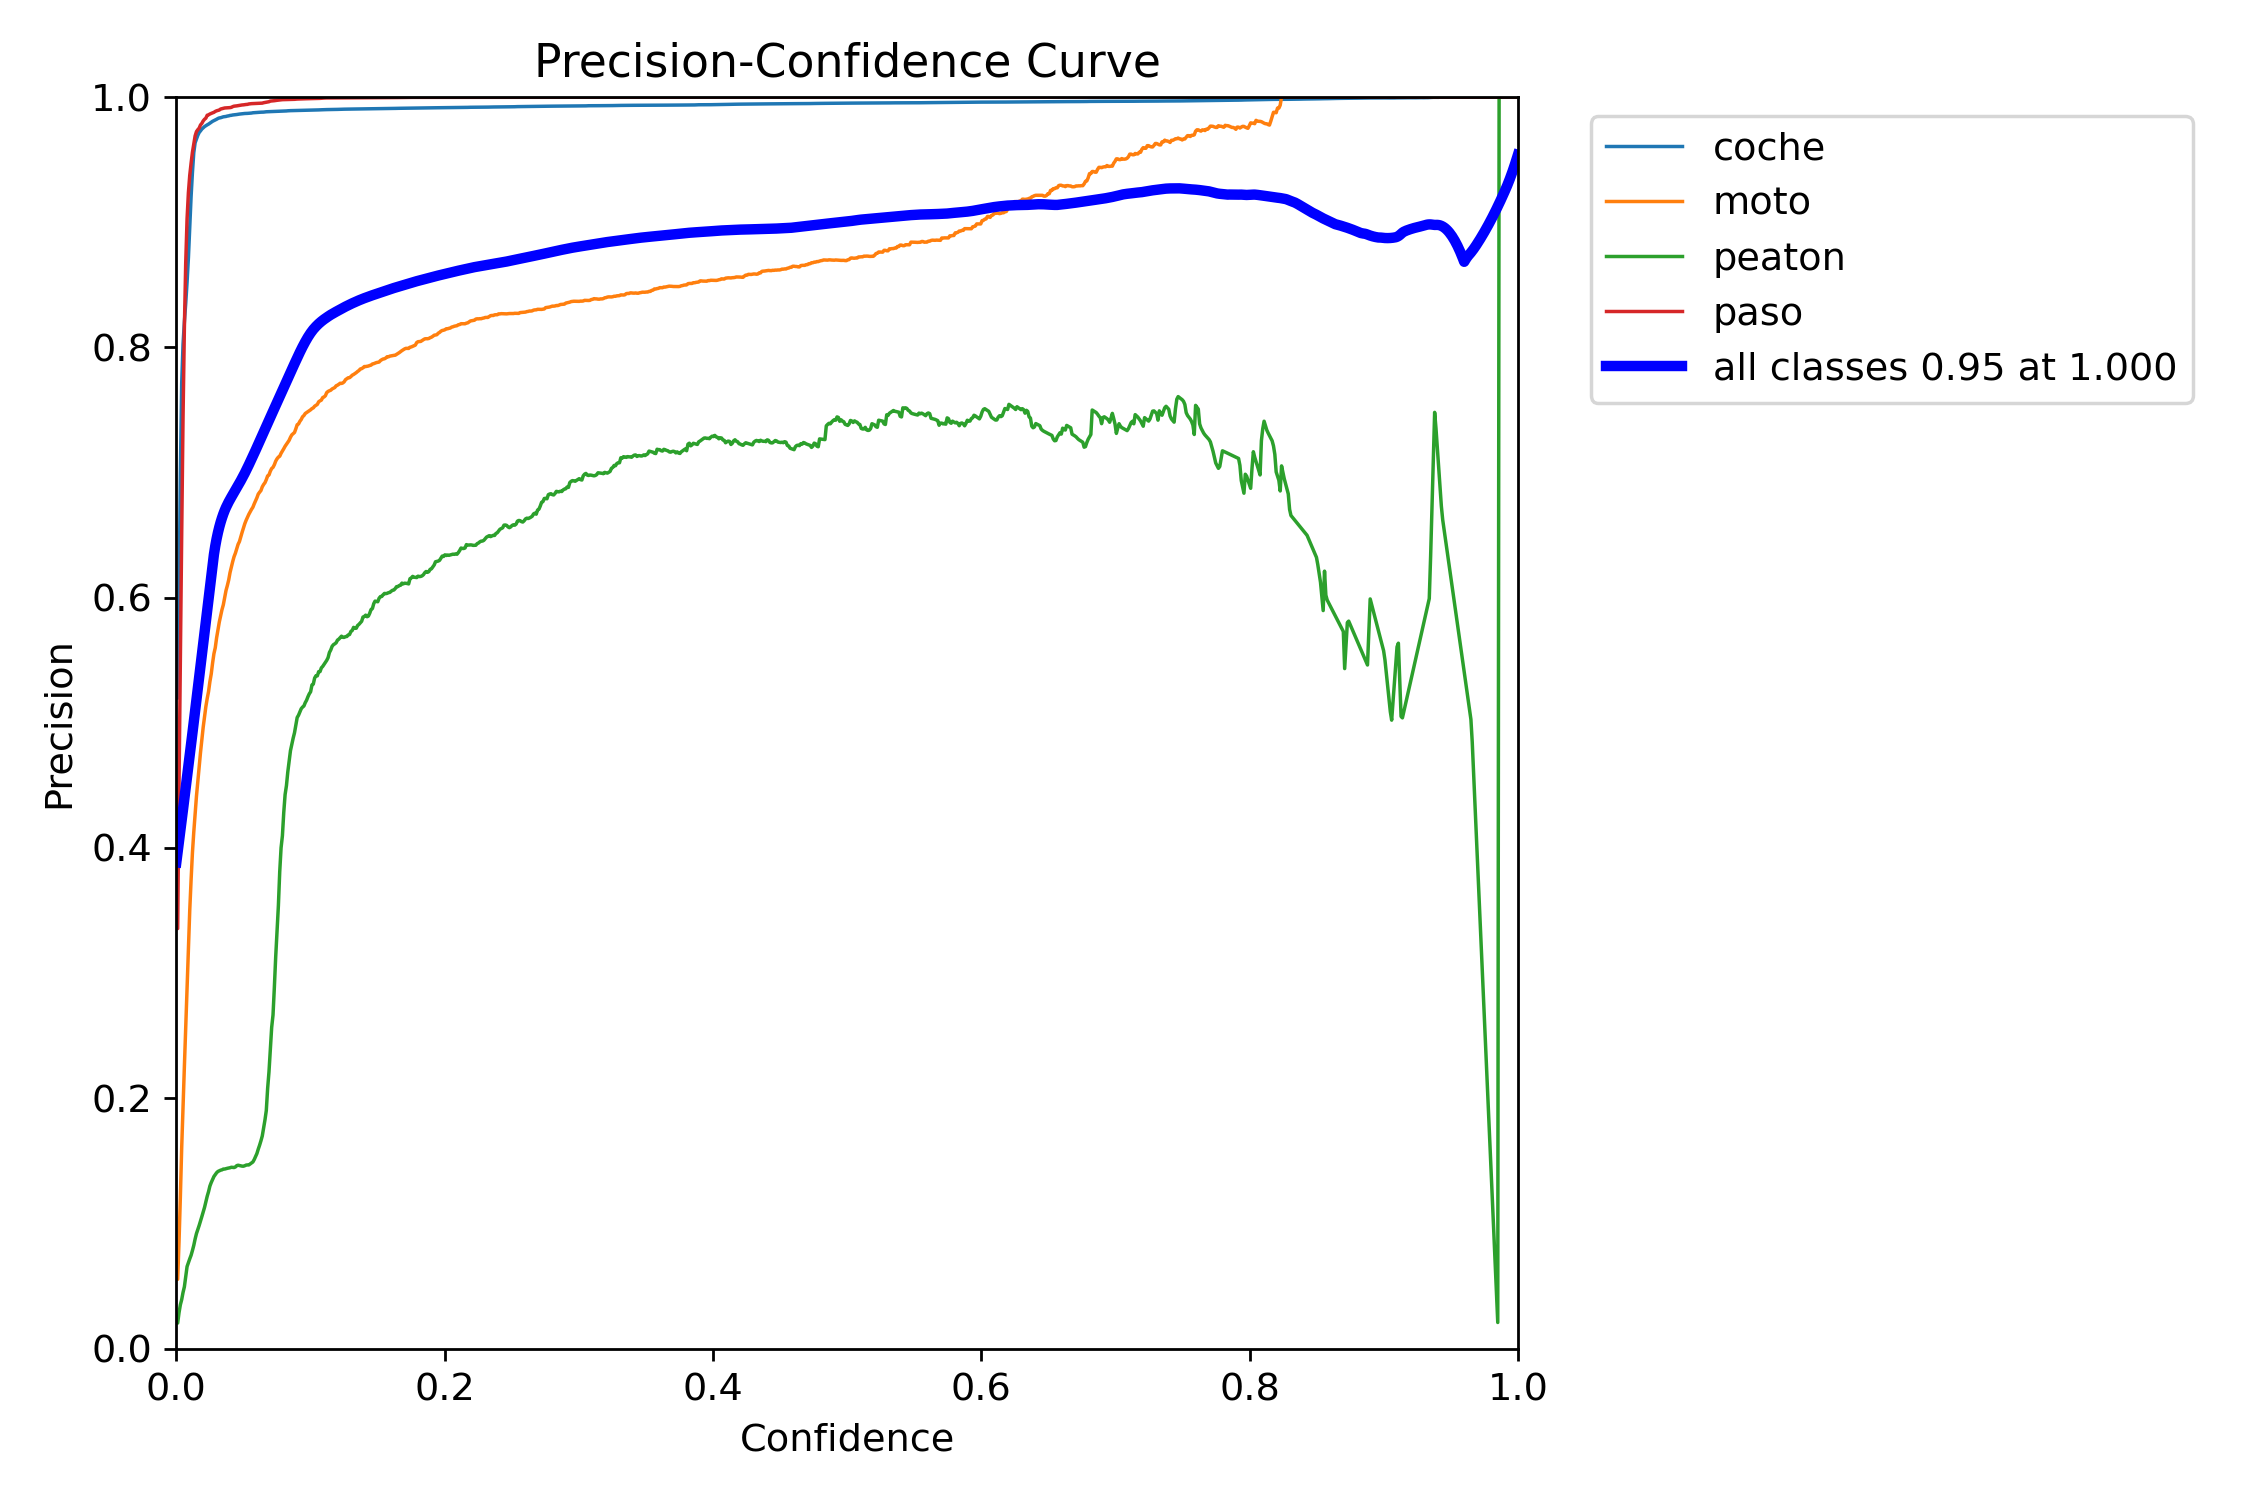 Precision-Confidence Curve
1.0
0.8
0.6
0.4
0.2
0.0
Precision
0.0 0.2 0.4 0.6 0.8 1.0
Confidence
coche
moto
peaton
paso
all classes 0.95 at 1.000